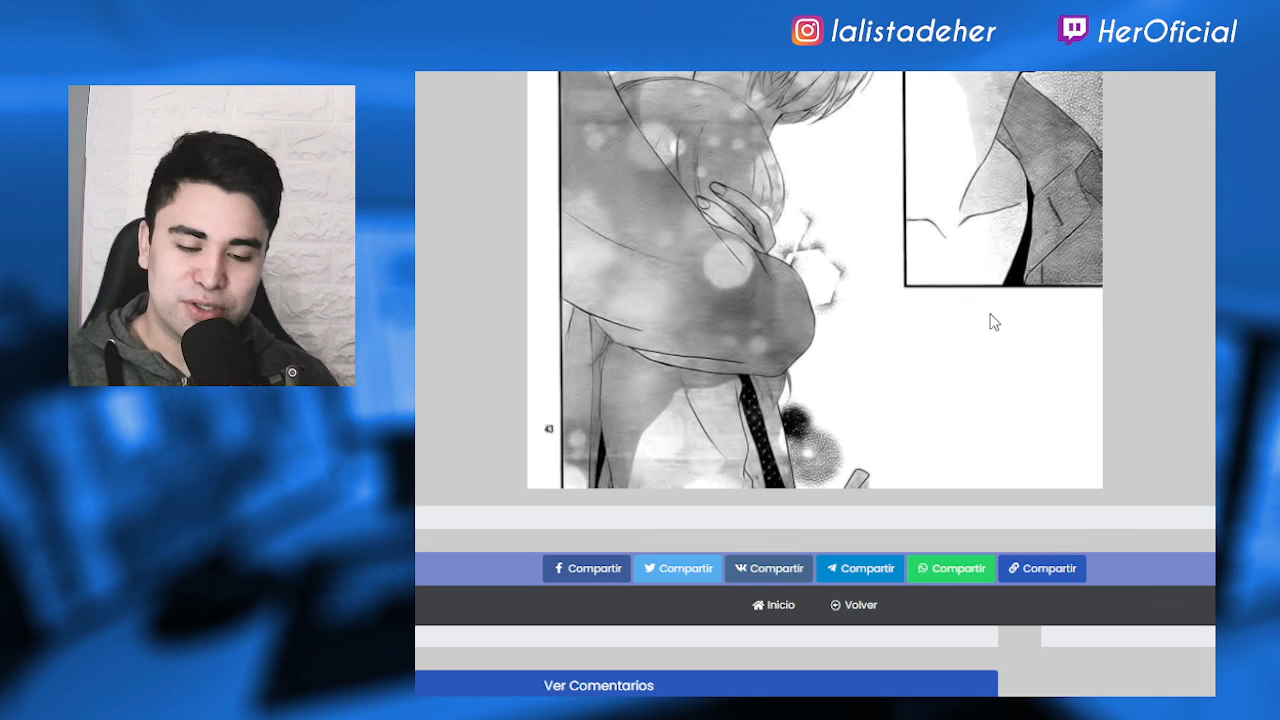 lalistadeher
HerOficial
43
Compartir Compartir Compartir Compartir Compartir Compartir
Inicio Volver
Ver Comentarios